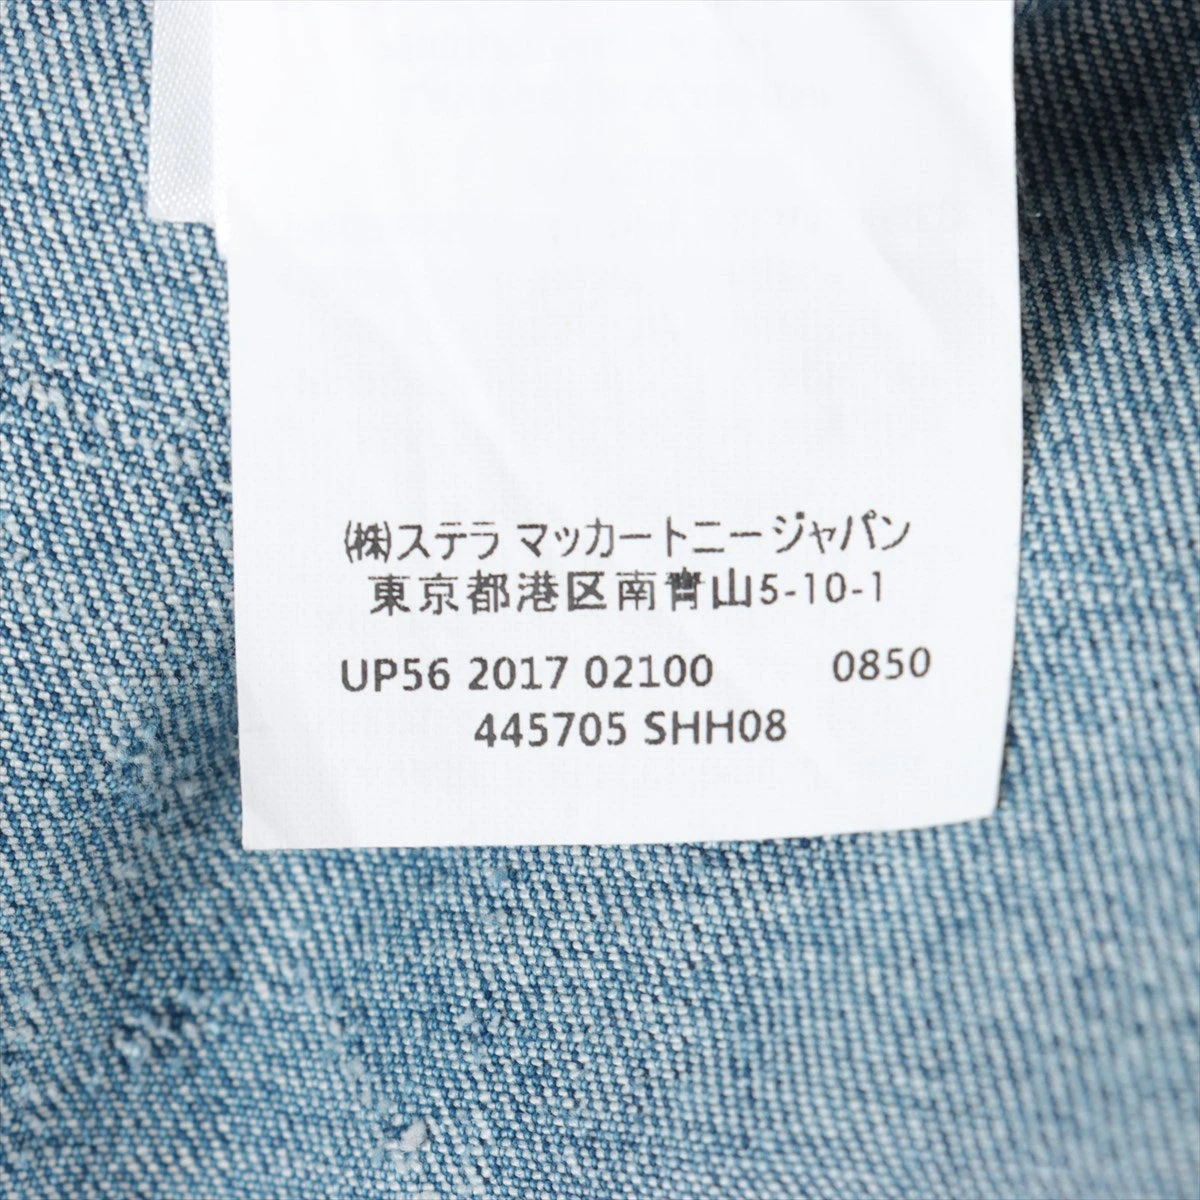 (株)ステラ マッカートニージャパン
東京都港区南青山5-10-1
UP56 2017 02100 0850
445705 SHH08